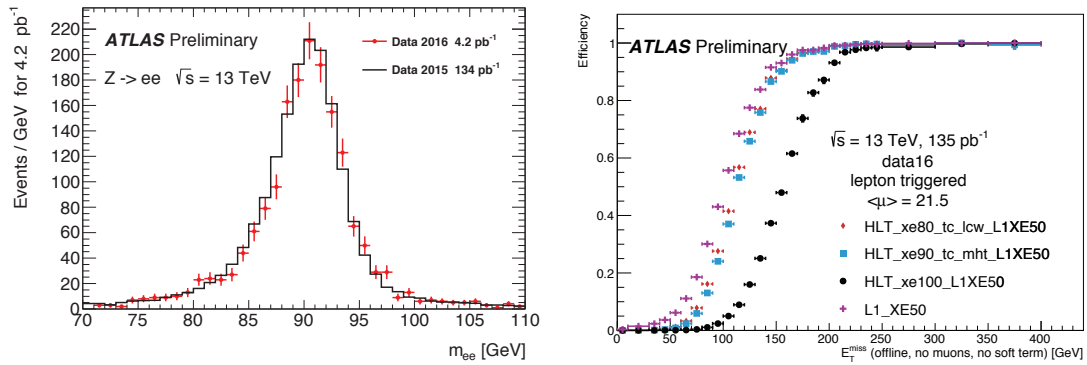 ATLAS Preliminary
Z -> ee √s = 13 TeV
Data 2016 4.2 pb⁻¹
Data 2015 134 pb⁻¹
Events / GeV for 4.2 pb⁻¹
220
200
180
160
140
120
100
80
60
40
20
0
70 75 80 85 90 95 100 105 110
m_ee [GeV]
Efficiency
ATLAS Preliminary
1
0.8
0.6
0.4
0.2
0
√s = 13 TeV, 135 pb⁻¹
data16
lepton triggered
<μ> = 21.5
HLT_xe80_tc_lcw_L1XE50
HLT_xe90_tc_mht_L1XE50
HLT_xe100_L1XE50
L1_XE50
0 50 100 150 200 250 300 350 400
E_T^miss (offline, no muons, no soft term) [GeV]